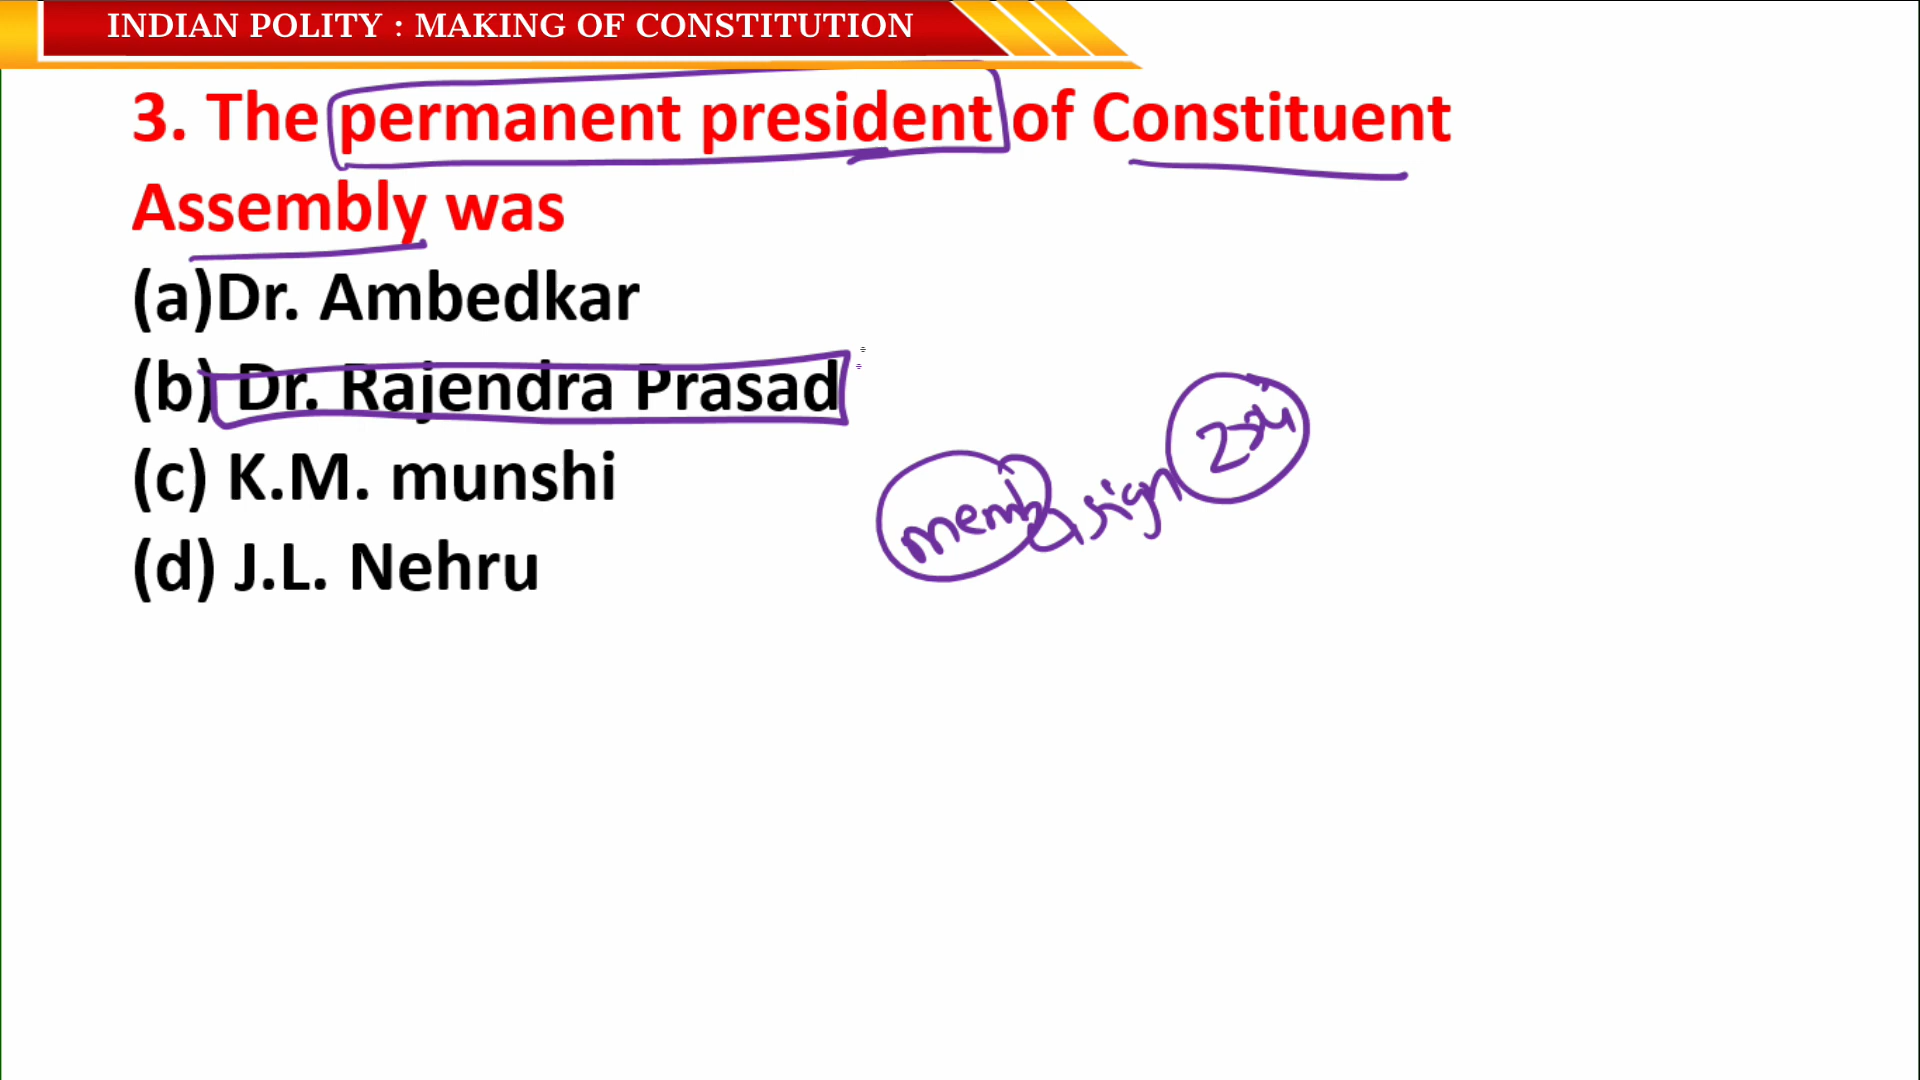 INDIAN POLITY : MAKING OF CONSTITUTION
3. The permanent president of Constituent
Assembly was
(a)Dr. Ambedkar
(b) Dr. Rajendra Prasad
(c) K.M. munshi
(d) J.L. Nehru
sign 284